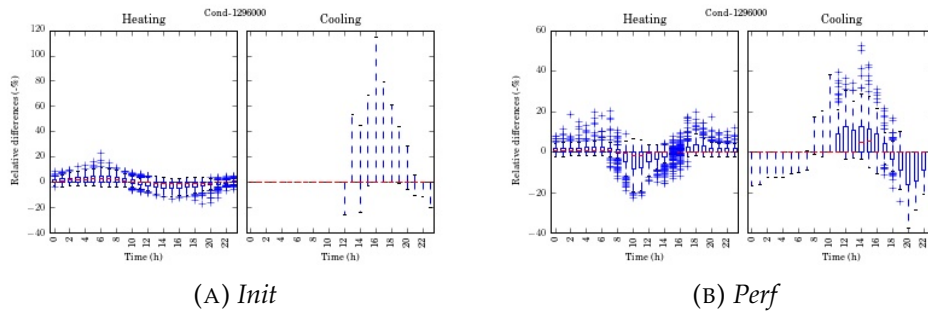 Cond-1296000
Heating Cooling
Relative differences (-%)
120
100
80
60
40
20
0
−20
−40
0 2 4 6 8 10 12 14 16 18 20 22
0 2 4 6 8 10 12 14 16 18 20 22
Time (h) Time (h)
(A) Init
Cond-1296000
Heating Cooling
Relative differences (-%)
60
40
20
0
−20
−40
0 2 4 6 8 10 12 14 16 18 20 22
0 2 4 6 8 10 12 14 16 18 20 22
Time (h) Time (h)
(B) Perf